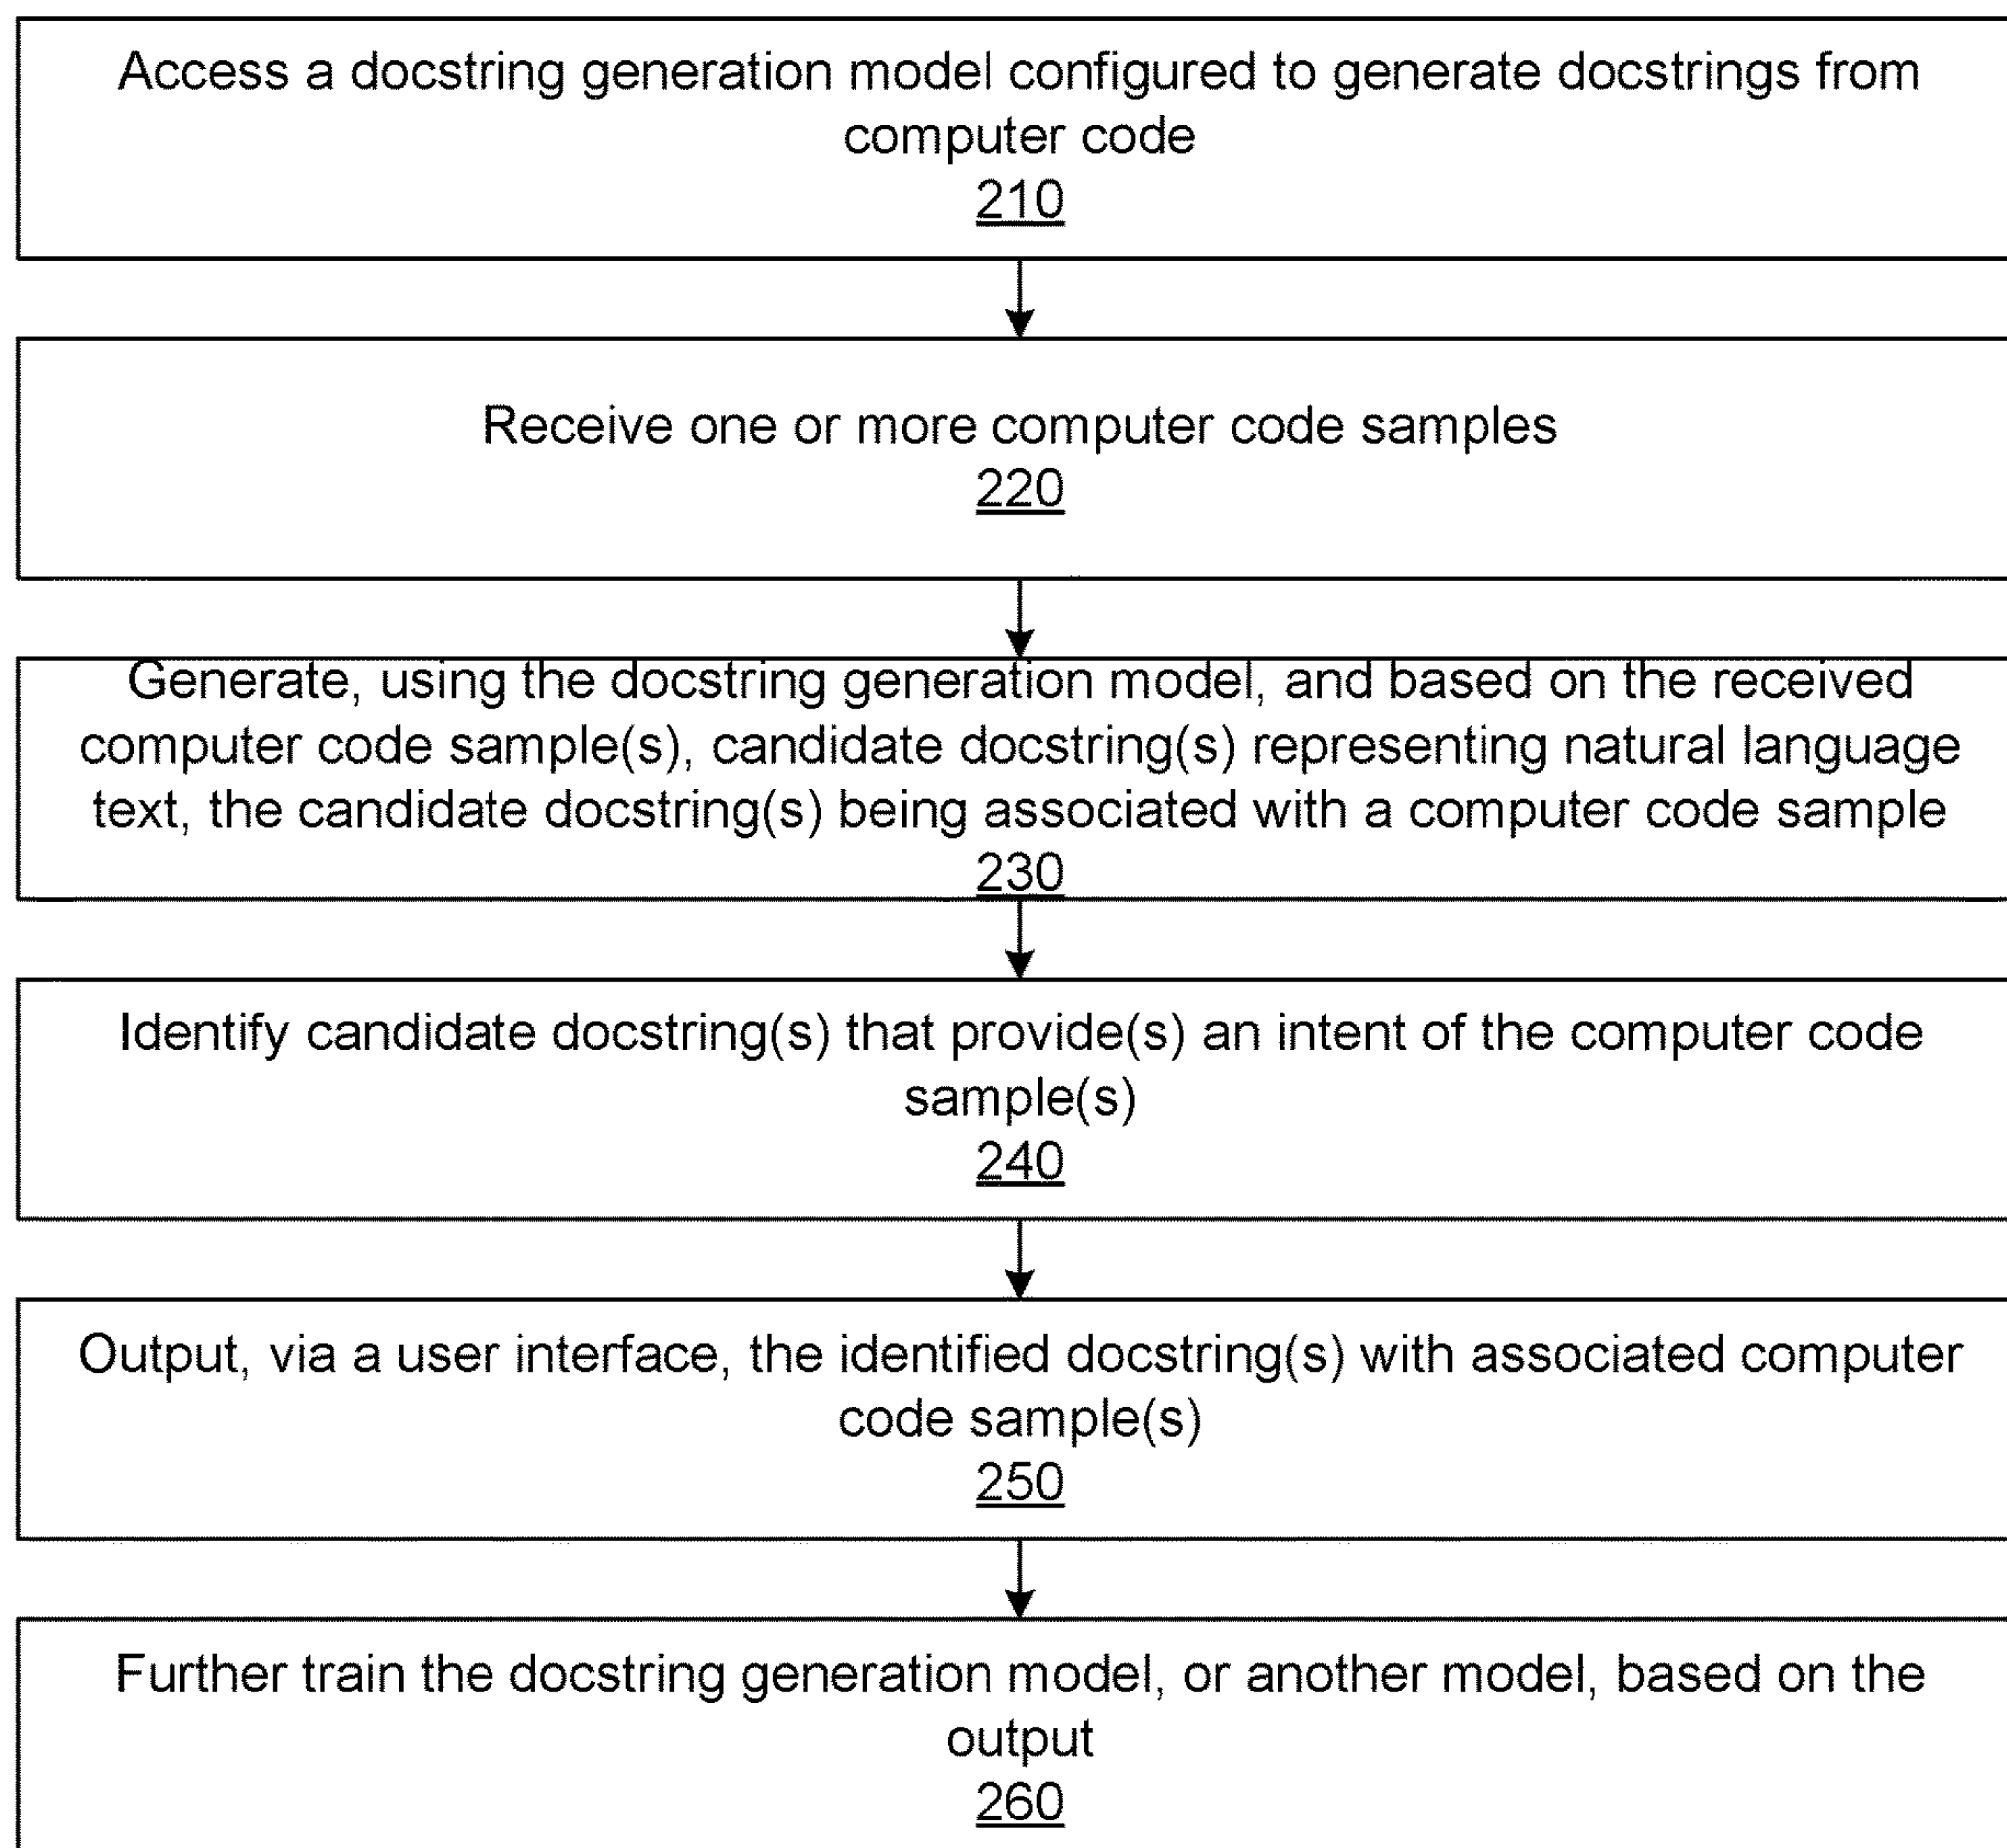 Access a docstring generation model configured to generate docstrings from
computer code
210
Receive one or more computer code samples
220
Generate, using the docstring generation model, and based on the received
computer code sample(s), candidate docstring(s) representing natural language
text, the candidate docstring(s) being associated with a computer code sample
230
Identify candidate docstring(s) that provide(s) an intent of the computer code
sample(s)
240
Output, via a user interface, the identified docstring(s) with associated computer
code sample(s)
250
Further train the docstring generation model, or another model, based on the
output
260